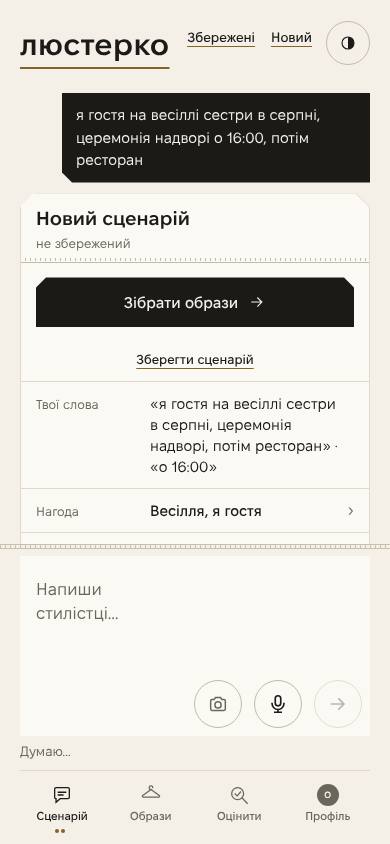 люстерко
Збережені
Новий
я гостя на весіллі сестри в серпні,
церемонія надворі о 16:00, потім
ресторан
Новий сценарій
не збережений
Зібрати образи →
Зберегти сценарій
Твої слова
«я гостя на весіллі сестри
в серпні, церемонія
надворі, потім ресторан» ·
«о 16:00»
Нагода
Весілля, я гостя
Напиши
стилістці...
Думаю...
Сценарій
Образи
Оцінити
О
Профіль